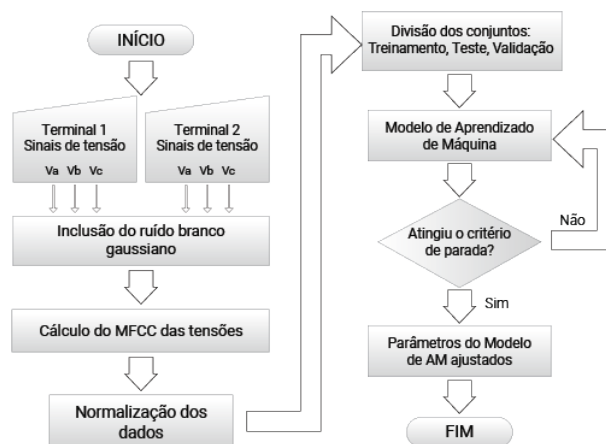 INÍCIO
Terminal 1
Sinais de tensão
Va Vb Vc
Terminal 2
Sinais de tensão
Va Vb Vc
Inclusão do ruído branco
gaussiano
Cálculo do MFCC das tensões
Normalização dos
dados
Divisão dos conjuntos:
Treinamento, Teste, Validação
Modelo de Aprendizado
de Máquina
Atingiu o critério
de parada?
Não
Sim
Parâmetros do Modelo
de AM ajustados
FIM